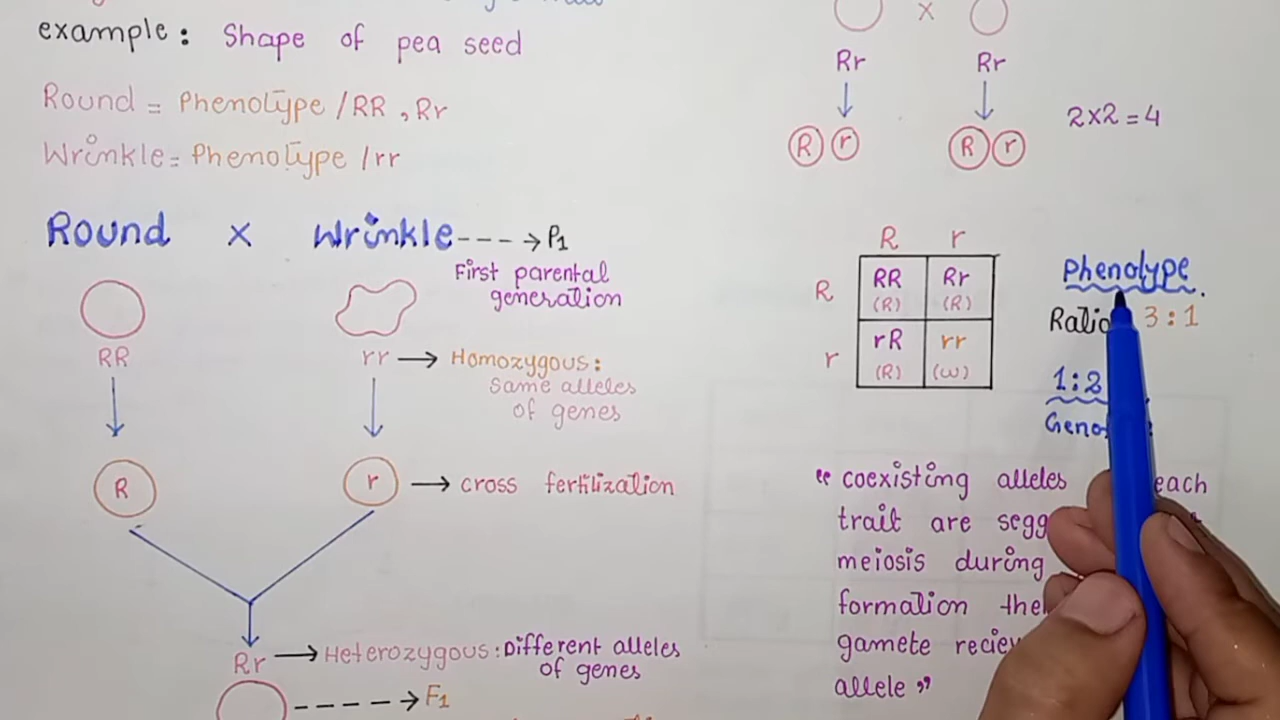 example: Shape of pea seed
Round = Phenotype / RR , Rr
Wrinkle = Phenotype / rr
Round × Wrinkle ----> P1
First parental
generation
RR
rr → Homozygous:
Same alleles
of genes
R
r → cross fertilization
Rr → Heterozygous: Different alleles
of genes
----> F1
×
Rr Rr
R r R r
2×2=4
R r
R RR Rr
(R) (R)
r rR rr
(R) (w)
Phenotype
3:1
1:2
"coexisting alleles each
trait are
meiosis during
formation
gamete
allele"